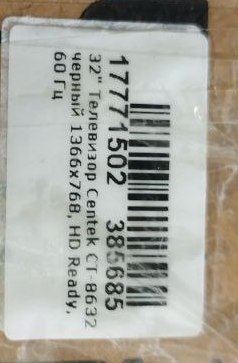 17771502 385685
32" Телевизор Centek CT-8632
черный 1366x768, HD Ready,
60 Гц